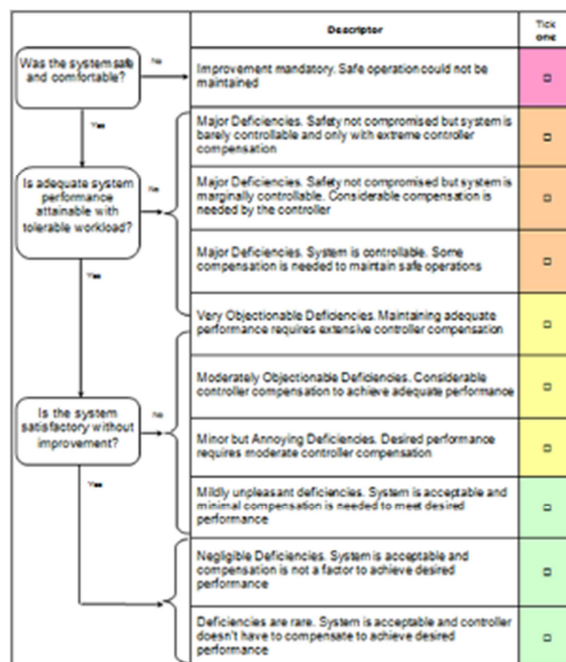 Descriptor
Tick
one
Was the system safe
and comfortable?
No
Improvement mandatory. Safe operation could not be
maintained
Yes
Major Deficiencies. Safety not compromised but system is
barely controllable and only with extreme controller
compensation
Is adequate system
performance
attainable with
tolerable workload?
No
Major Deficiencies. Safety not compromised but system is
marginally controllable. Considerable compensation is
needed by the controller
Major Deficiencies. System is controllable. Some
compensation is needed to maintain safe operations
Yes
Very Objectionable Deficiencies. Maintaining adequate
performance requires extensive controller compensation
Moderately Objectionable Deficiencies. Considerable
controller compensation to achieve adequate performance
Is the system
satisfactory without
improvement?
No
Minor but Annoying Deficiencies. Desired performance
requires moderate controller compensation
Yes
Mildly unpleasant deficiencies. System is acceptable and
minimal compensation is needed to meet desired
performance
Negligible Deficiencies. System is acceptable and
compensation is not a factor to achieve desired
performance
Deficiencies are rare. System is acceptable and controller
doesn't have to compensate to achieve desired
performance